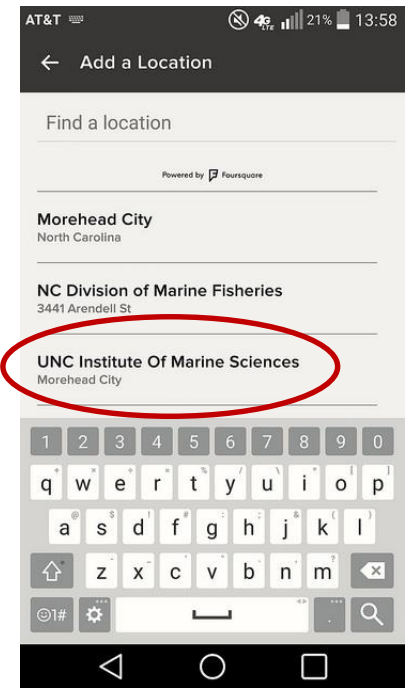 AT&T 4G LTE 21% 13:58
← Add a Location
Find a location
Powered by Foursquare
Morehead City
North Carolina
NC Division of Marine Fisheries
3441 Arendell St
UNC Institute Of Marine Sciences
Morehead City
1 2 3 4 5 6 7 8 9 0
q w e r t y u i o p
a s d f g h j k l
z x c v b n m
☺1# .